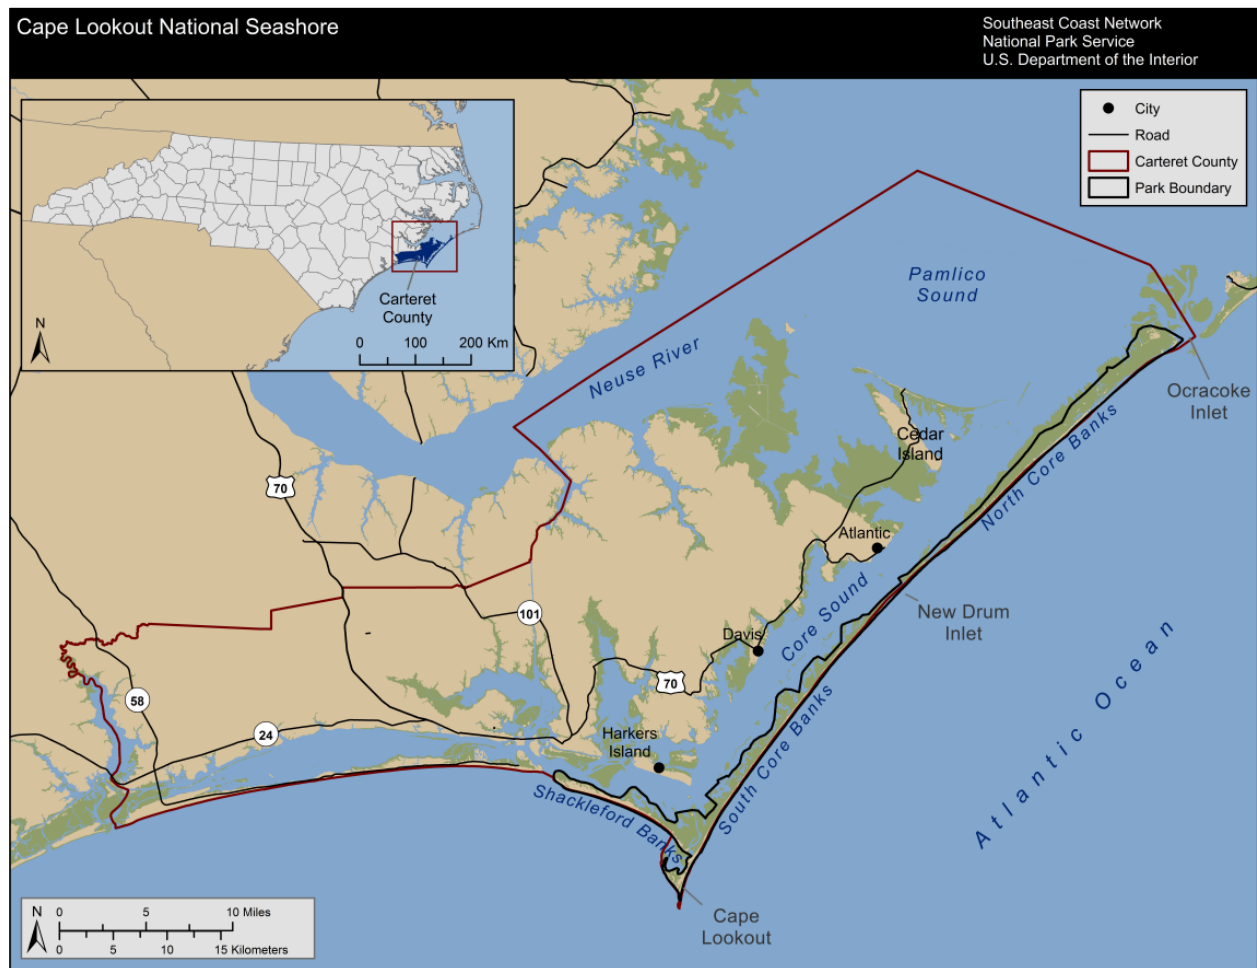 Cape Lookout National Seashore
Southeast Coast Network
National Park Service
U.S. Department of the Interior
City
Road
Carteret County
Park Boundary
Carteret
County
N
0 100 200 Km
Pamlico
Sound
Neuse River
Ocracoke
Inlet
Cedar
Island
North Core Banks
70
Atlantic
101
New Drum
Inlet
Core Sound
Davis
70
58
24
Harkers
Island
South Core Banks
Shackleford Banks
Atlantic Ocean
Cape
Lookout
N
0 5 10 Miles
0 5 10 15 Kilometers